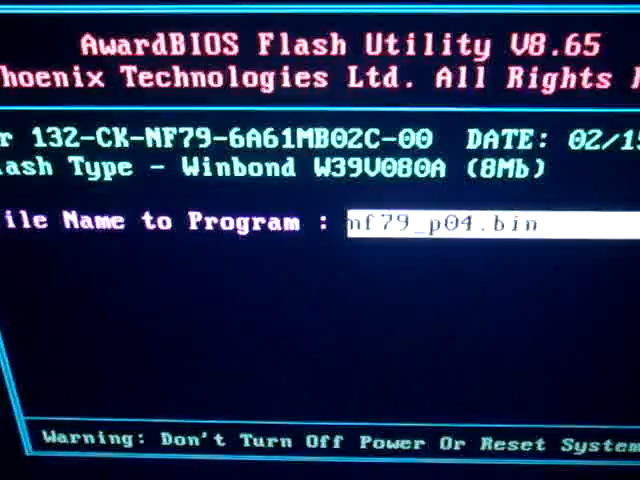 AwardBIOS Flash Utility V8.65
hoenix Technologies Ltd. All Rights
r 132-CK-NF79-6A61MB02C-00 DATE: 02/15
lash Type - Winbond W39V080A (8Mb)
ile Name to Program : nf79_p04.bin
Warning: Don't Turn Off Power Or Reset System